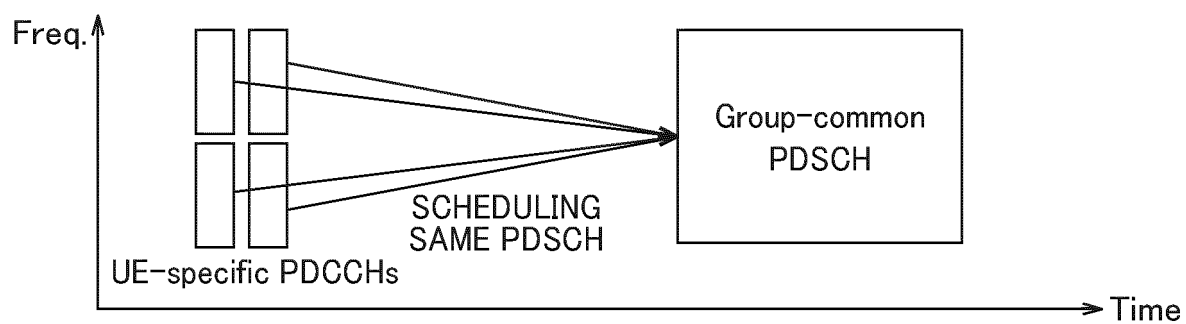 Freq.
Group-common
PDSCH
SCHEDULING
SAME PDSCH
UE-specific PDCCHs
Time